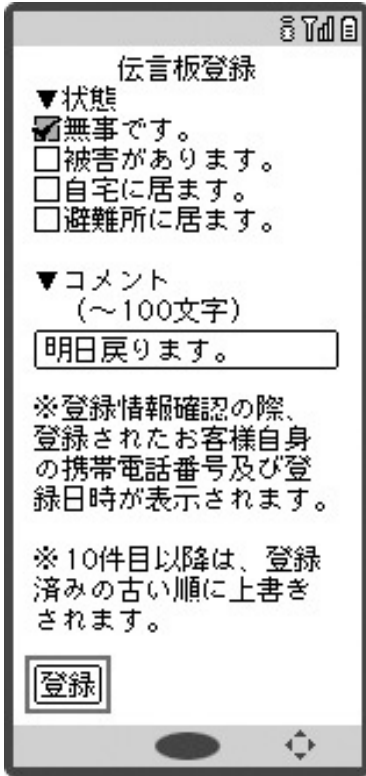 伝言板登録
▼状態
無事です。
被害があります。
自宅に居ます。
避難所に居ます。
▼コメント
(～100文字)
明日戻ります。
※登録情報確認の際、
登録されたお客様自身
の携帯電話番号及び登
録日時が表示されます。
※10件目以降は、登録
済みの古い順に上書き
されます。
登録